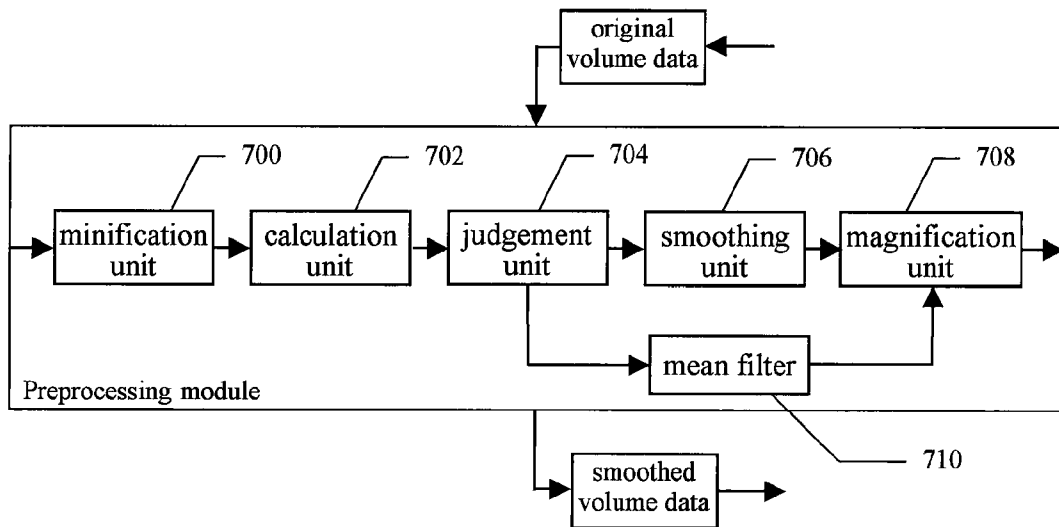 original
volume data
700
702
704
706
708
minification
unit
calculation
unit
judgement
unit
smoothing
unit
magnification
unit
mean filter
Preprocessing module
710
smoothed
volume data